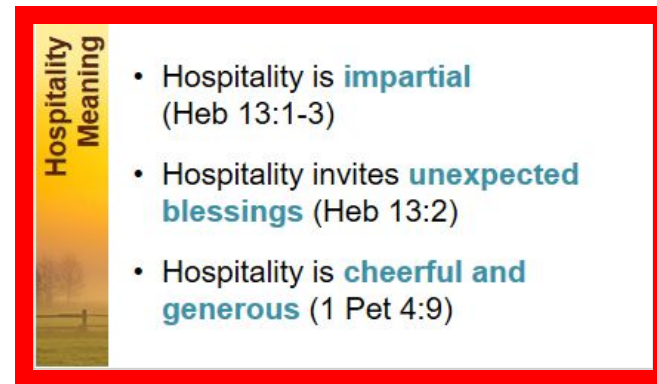 Hospitality
Meaning
• Hospitality is impartial
(Heb 13:1-3)
• Hospitality invites unexpected
blessings (Heb 13:2)
• Hospitality is cheerful and
generous (1 Pet 4:9)